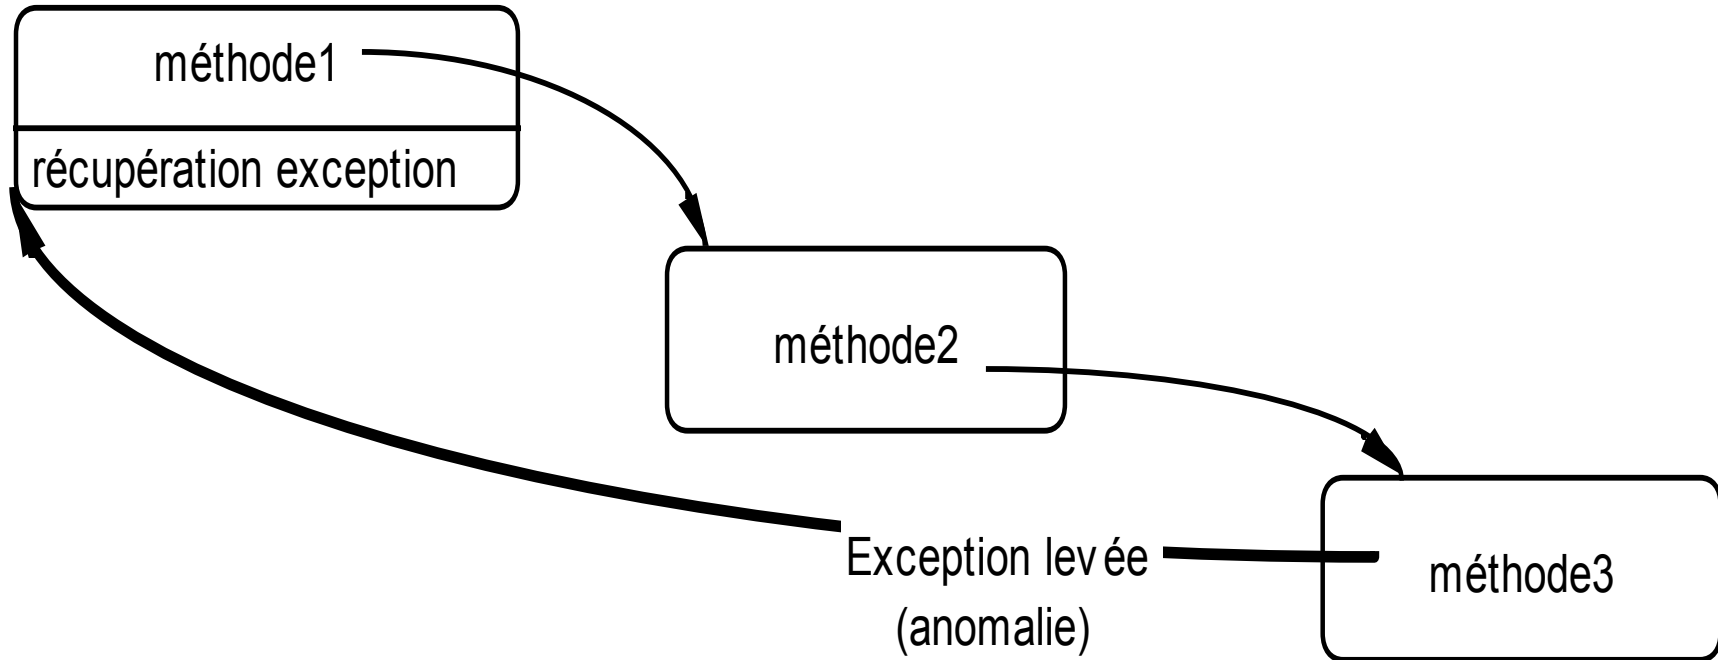 méthode1
récupération exception
méthode2
Exception levée
(anomalie)
méthode3